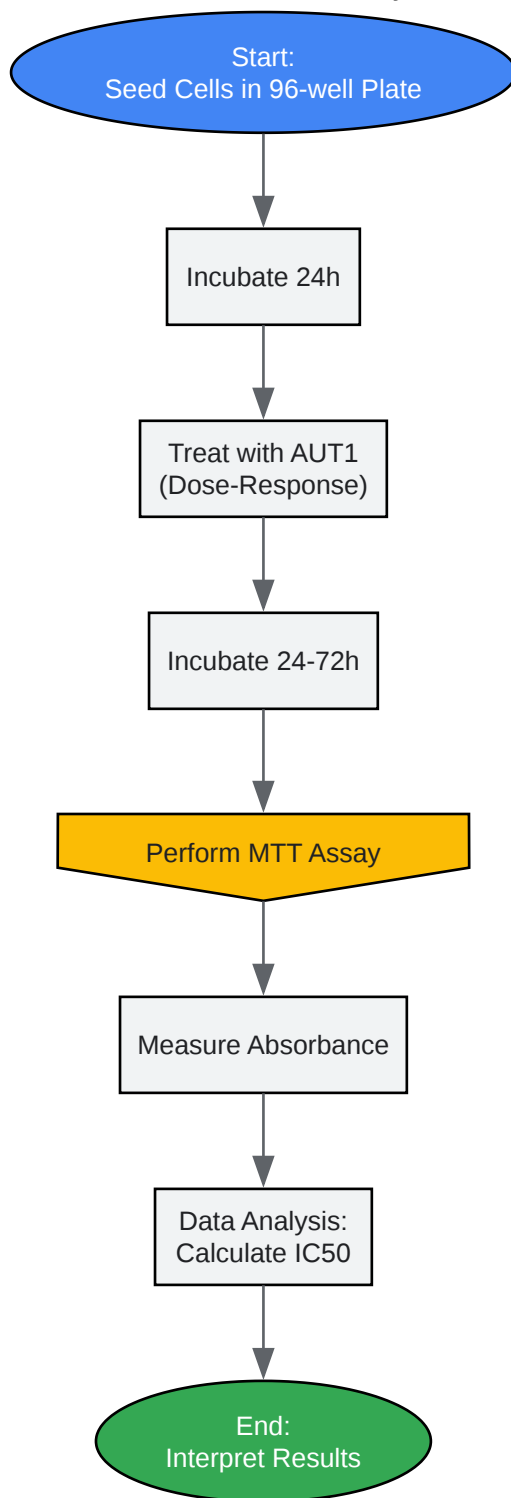 Start:
Seed Cells in 96-well Plate
Incubate 24h
Treat with AUT1
(Dose-Response)
Incubate 24-72h
Perform MTT Assay
Measure Absorbance
Data Analysis:
Calculate IC50
End:
Interpret Results